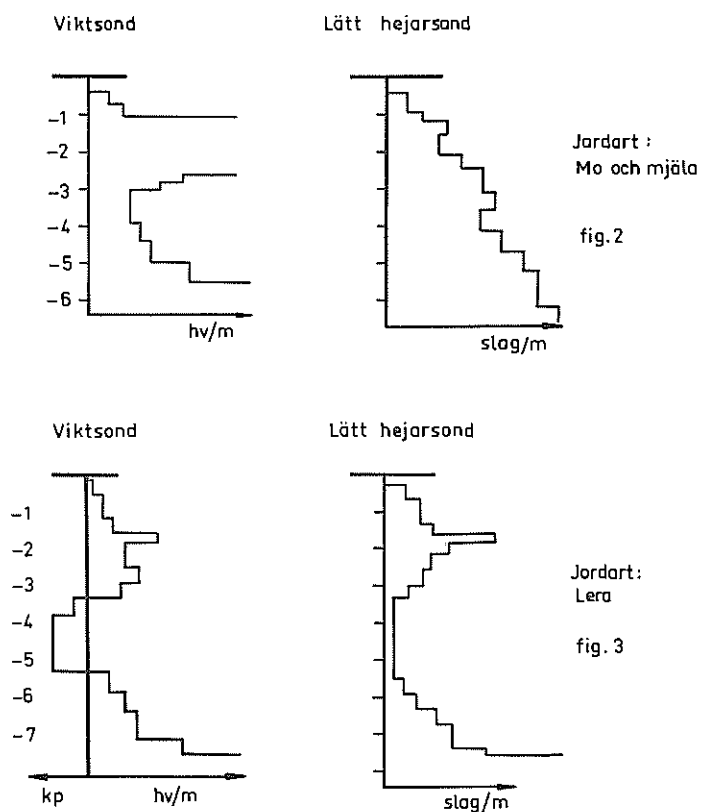 Viktsond
Lätt hejarsand
-1
-2
-3
-4
-5
-6
hv/m
slag/m
Jordart :
Mo och mjäla
fig.2
Viktsond
Lätt hejarsond
-1
-2
-3
-4
-5
-6
-7
kp
hv/m
slag/m
Jordart:
Lera
fig.3